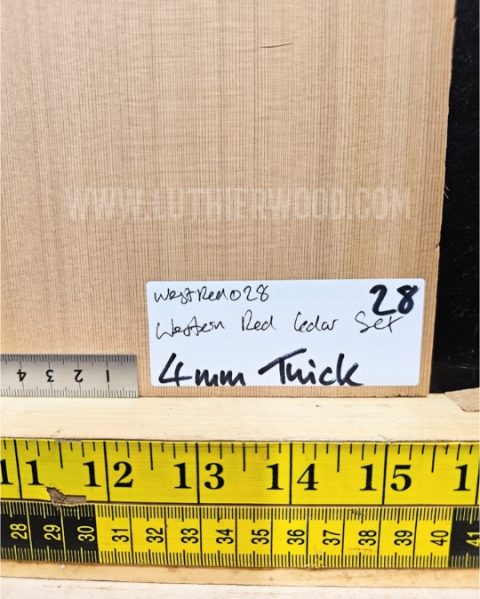 WWW.LUTHIERWOOD.COM
WestRed028
28
Western Red Cedar Set
4mm Thick
4 3 2 1
11 12 13 14 15 1
28 29 30 31 32 33 34 35 36 37 38 39 40 41